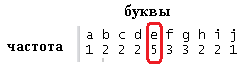 буквы
a b c d e f g h i j
частота 1 2 2 2 5 3 3 2 2 1